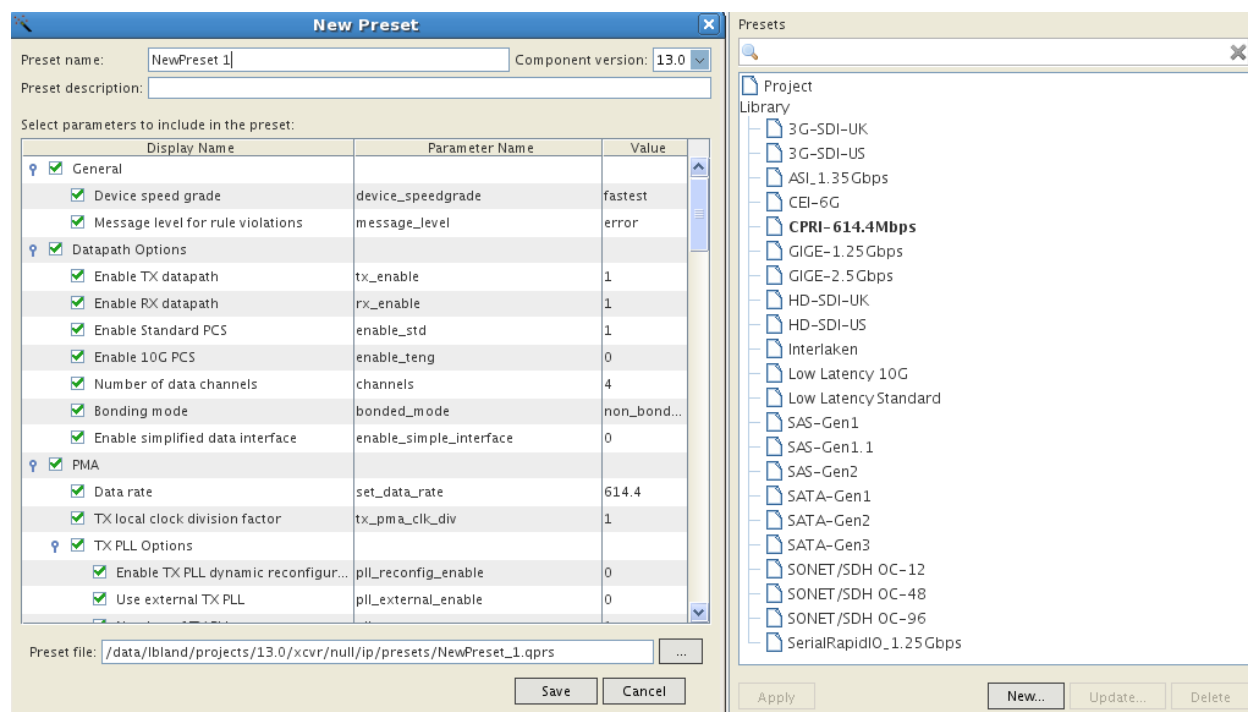 New Preset
Preset name: NewPreset 1 Component version: 13.0
Preset description:
Select parameters to include in the preset:
Display Name Parameter Name Value
General
Device speed grade device_speedgrade fastest
Message level for rule violations message_level error
Datapath Options
Enable TX datapath tx_enable 1
Enable RX datapath rx_enable 1
Enable Standard PCS enable_std 1
Enable 10G PCS enable_teng 0
Number of data channels channels 4
Bonding mode bonded_mode non_bond...
Enable simplified data interface enable_simple_interface 0
PMA
Data rate set_data_rate 614.4
TX local clock division factor tx_pma_clk_div 1
TX PLL Options
Enable TX PLL dynamic reconfigur... pll_reconfig_enable 0
Use external TX PLL pll_external_enable 0
Preset file: /data/lbland/projects/13.0/xcvr/null/ip/presets/NewPreset_1.qprs ...
Save Cancel
Presets
Project
Library
3G-SDI-UK
3G-SDI-US
ASI_1.35Gbps
CEI-6G
CPRI-614.4Mbps
GIGE-1.25Gbps
GIGE-2.5Gbps
HD-SDI-UK
HD-SDI-US
Interlaken
Low Latency 10G
Low Latency Standard
SAS-Gen1
SAS-Gen1.1
SAS-Gen2
SATA-Gen1
SATA-Gen2
SATA-Gen3
SONET/SDH OC-12
SONET/SDH OC-48
SONET/SDH OC-96
SerialRapidIO_1.25Gbps
Apply New... Update... Delete